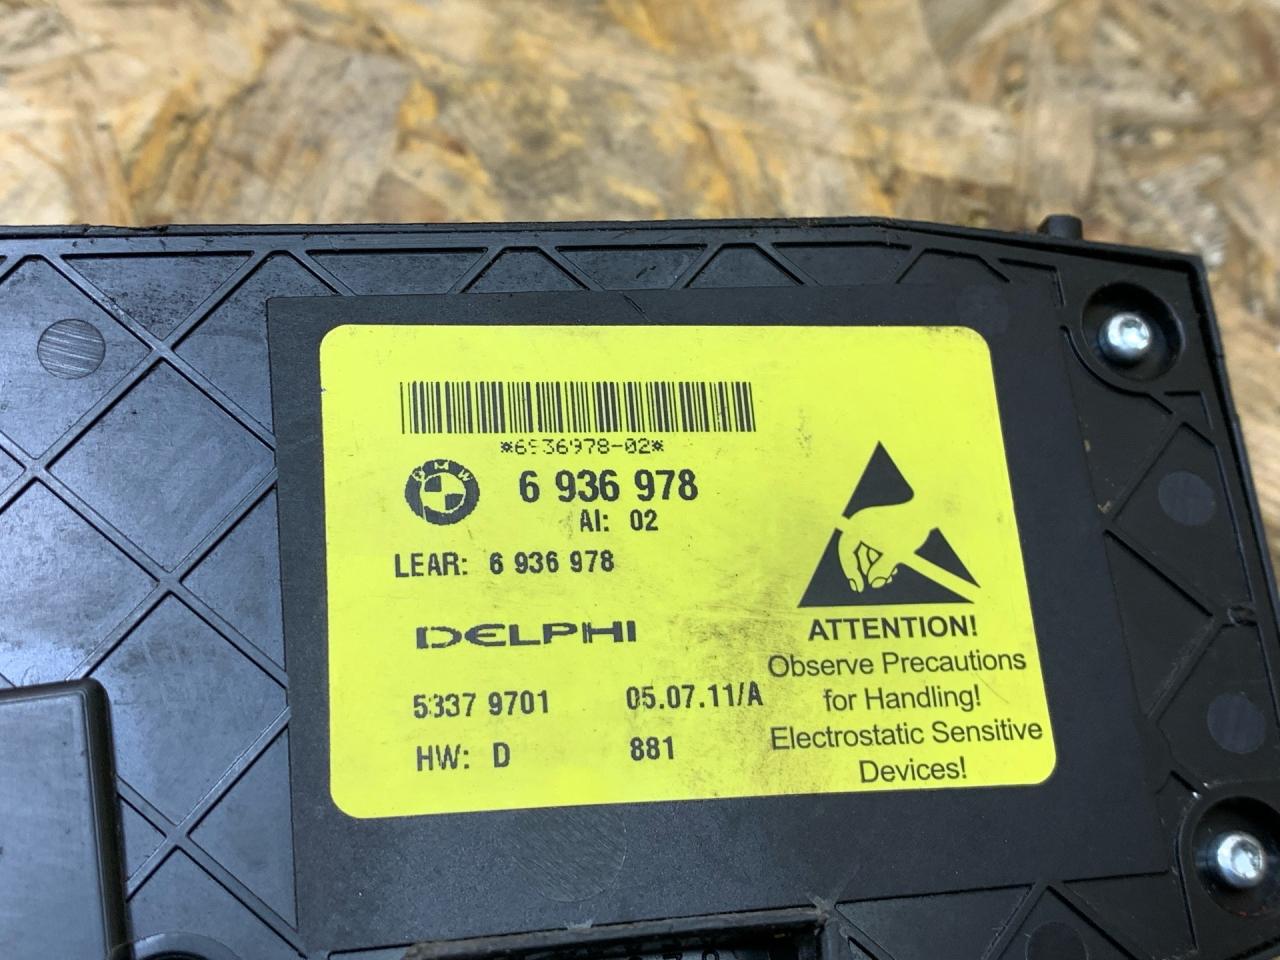 *6936978-02*
BMW
6 936 978
AI: 02
LEAR: 6 936 978
DELPHI
5337 9701 05.07.11/A
HW: D 881
ATTENTION!
Observe Precautions
for Handling!
Electrostatic Sensitive
Devices!